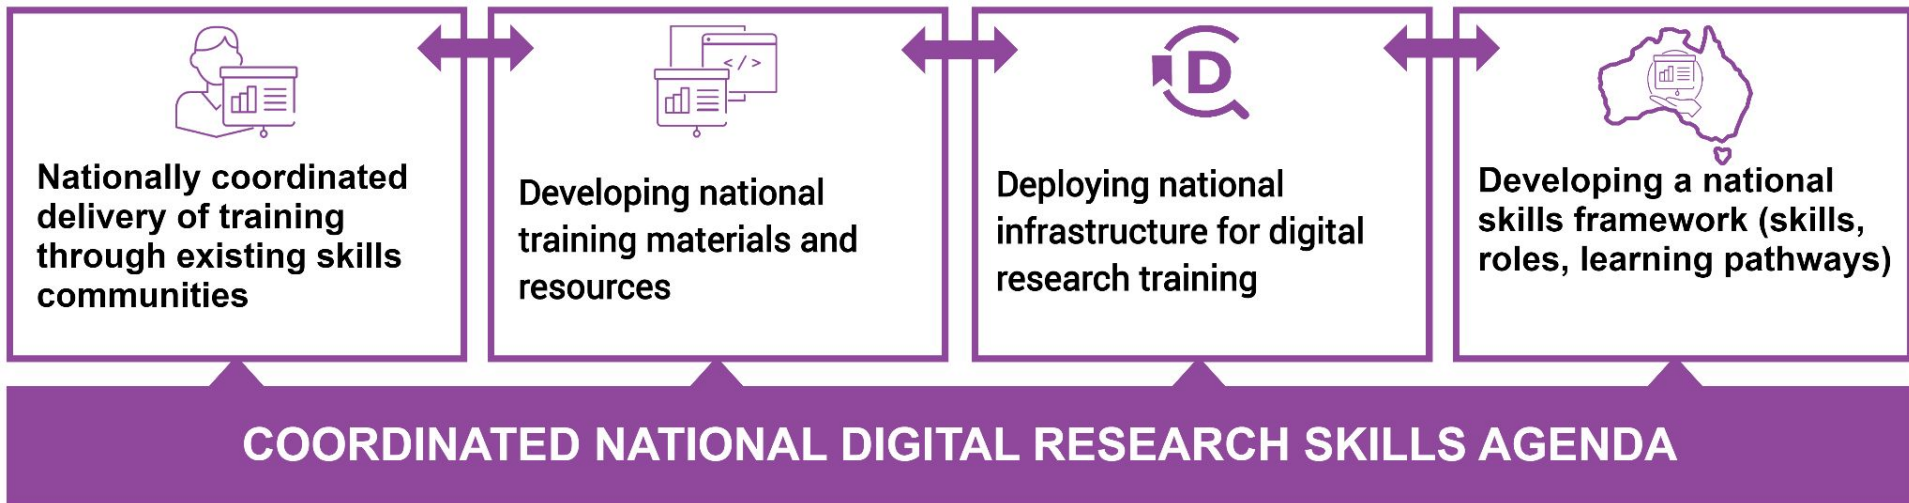 Nationally coordinated
delivery of training
through existing skills
communities
</>
Developing national
training materials and
resources
D
Deploying national
infrastructure for digital
research training
Developing a national
skills framework (skills,
roles, learning pathways)
COORDINATED NATIONAL DIGITAL RESEARCH SKILLS AGENDA